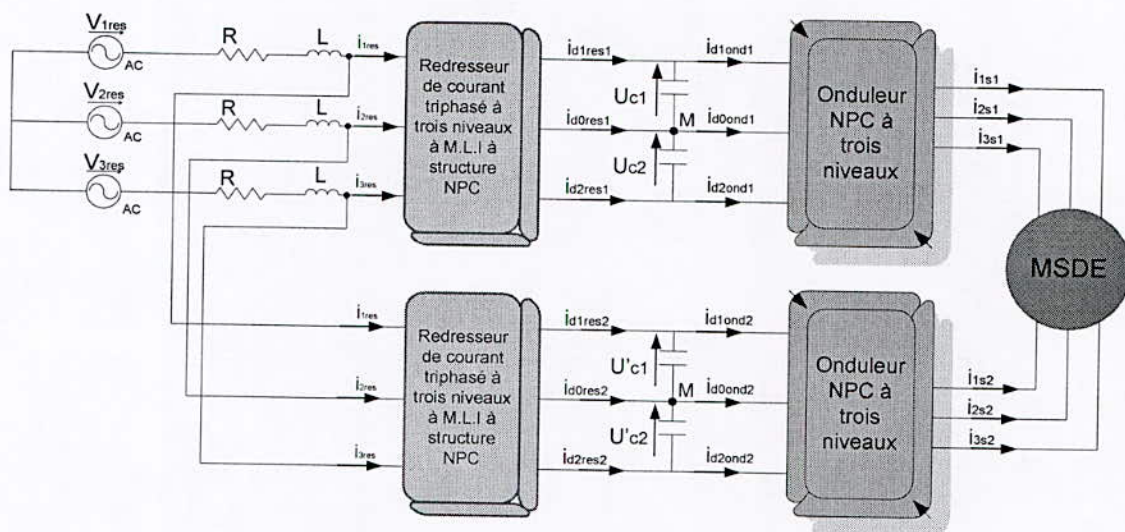 V1res
AC
R
L
i1res
V2res
AC
R
L
i2res
V3res
AC
R
L
i3res
Redresseur
de courant
triphasé à
trois niveaux
à M.L.I à
structure
NPC
id1res1
id0res1
id2res1
Uc1
M
Uc2
id1ond1
id0ond1
id2ond1
Onduleur
NPC à
trois
niveaux
i1s1
i2s1
i3s1
MSDE
i1res
i2res
i3res
Redresseur
de courant
triphasé à
trois niveaux
à M.L.I à
structure
NPC
id1res2
id0res2
id2res2
U'c1
M
U'c2
id1ond2
id0ond2
id2ond2
Onduleur
NPC à
trois
niveaux
i1s2
i2s2
i3s2